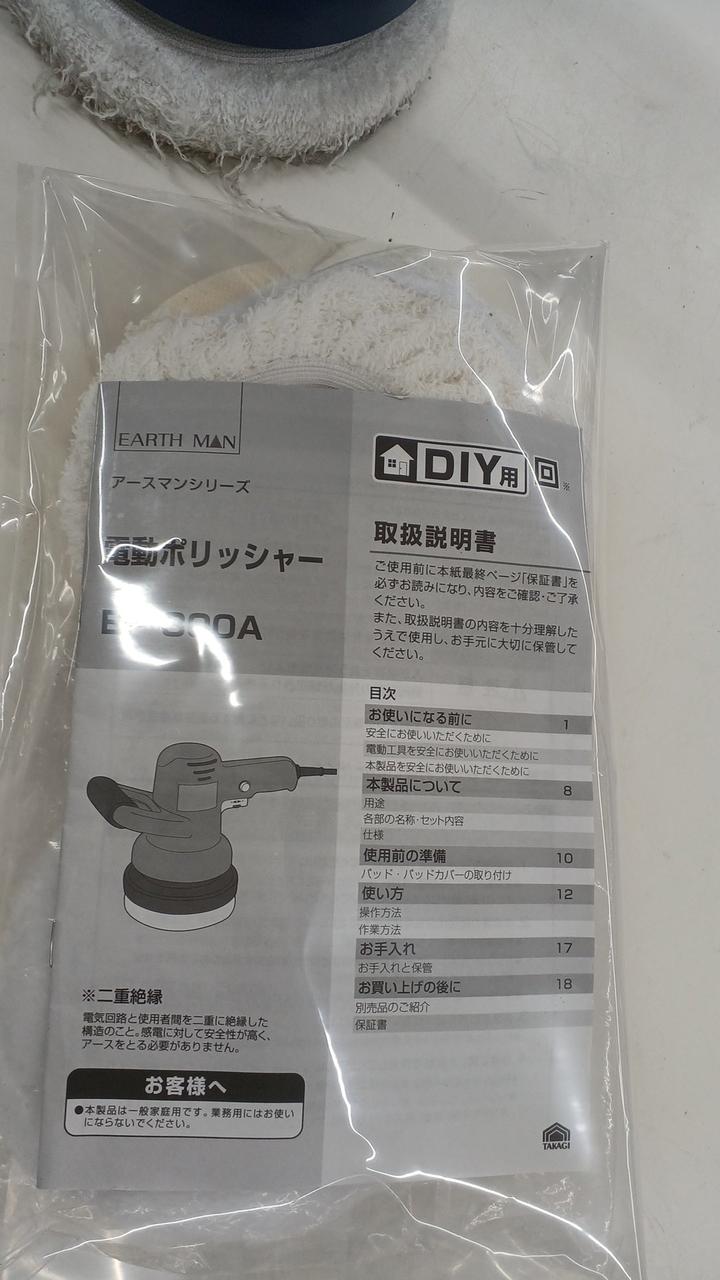 EARTH MAN
アースマンシリーズ
電動ポリッシャー
DIY用
※
取扱説明書
ご使用前に本紙最終ページ「保証書」を
必ずお読みになり、内容をご確認・ご了承
ください。
また、取扱説明書の内容を十分理解した
うえで使用し、お手元に大切に保管して
ください。
目次
お使いになる前に 1
安全にお使いいただくために
電動工具を安全にお使いいただくために
本製品を安全にお使いいただくために
本製品について 8
用途
各部の名称・セット内容
仕様
使用前の準備 10
パッド・パッドカバーの取り付け
使い方 12
操作方法
作業方法
お手入れ 17
お手入れと保管
お買い上げの後に 18
別売品のご紹介
保証書
※二重絶縁
電気回路と使用者間を二重に絶縁した
構造のこと。感電に対して安全性が高く、
アースをとる必要がありません。
お客様へ
●本製品は一般家庭用です。業務用にはお使い
にならないでください。
TAKAGI